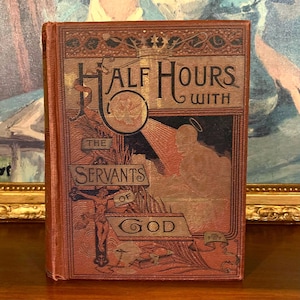 HALF HOURS
WITH
THE
SERVANTS
OF
GOD